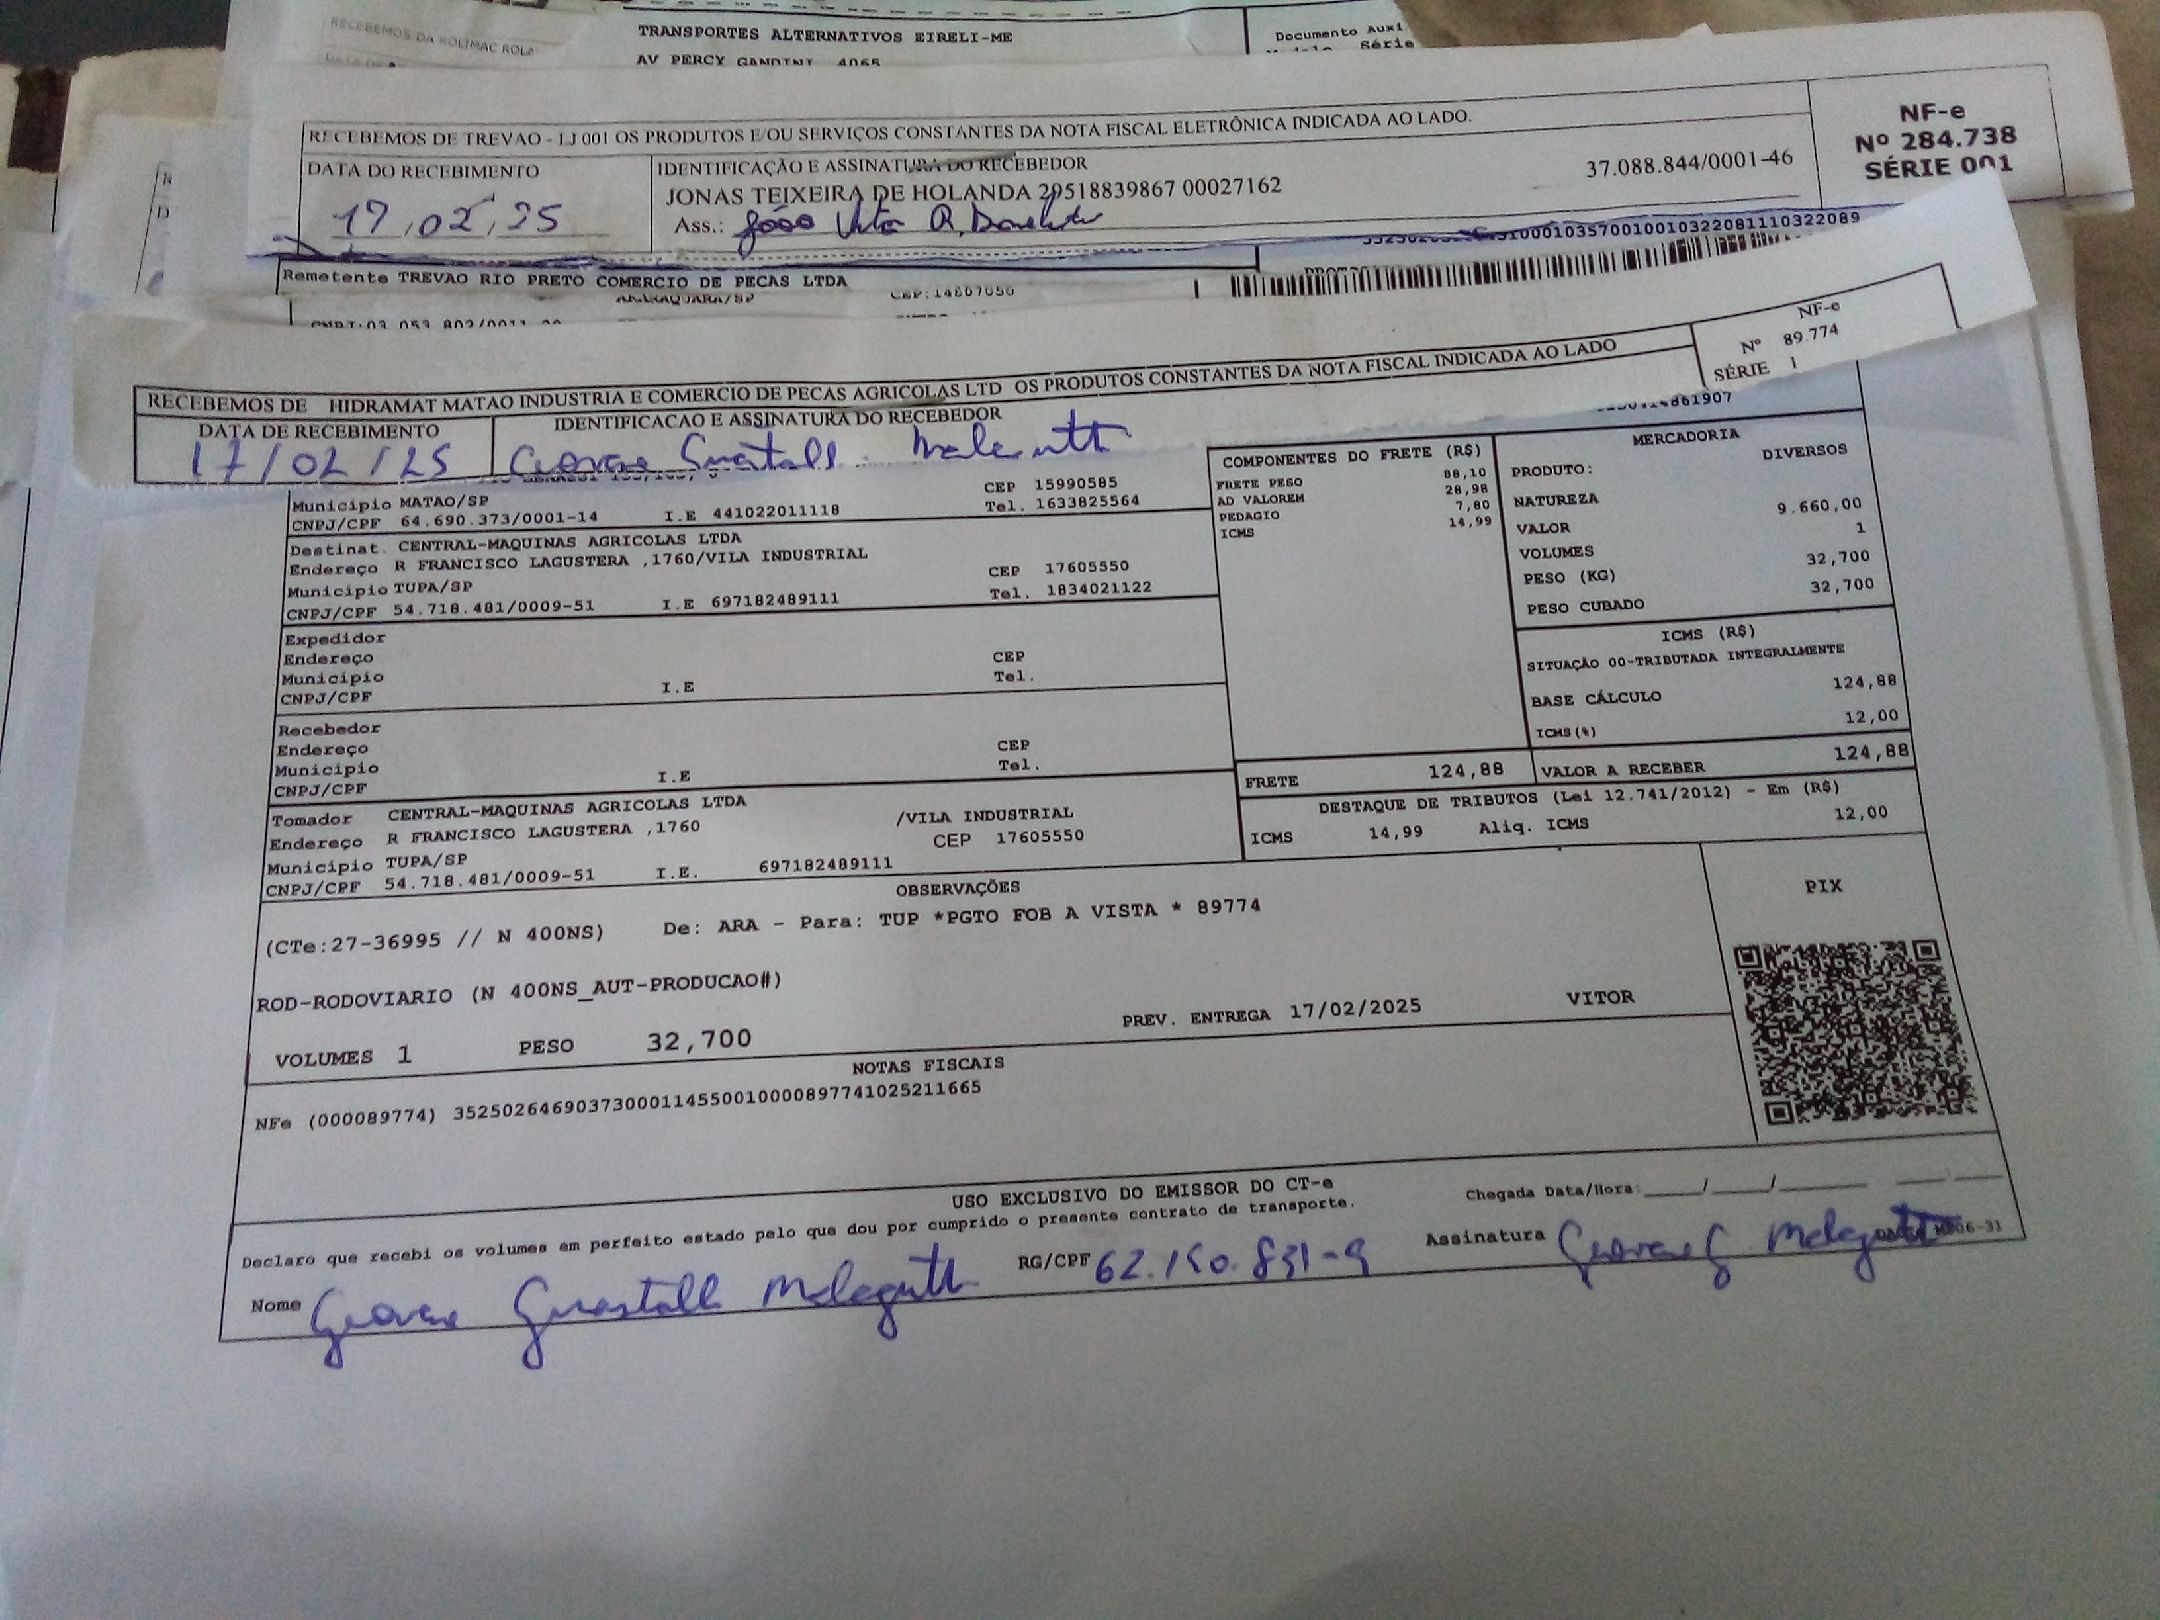 RECEBEMOS DA ROLIMAC ROLA
TRANSPORTES ALTERNATIVOS EIRELI-ME
AV PERCY GANDINI 4065
Documento Auxi
Série
RECEBEMOS DE TREVAO - LJ 001 OS PRODUTOS E/OU SERVIÇOS CONSTANTES DA NOTA FISCAL ELETRÔNICA INDICADA AO LADO.
NF-e
Nº 284.738
SÉRIE 001
DATA DO RECEBIMENTO
17/02/25
IDENTIFICAÇÃO E ASSINATURA DO RECEBEDOR
JONAS TEIXEIRA DE HOLANDA 29518839867 00027162 37.088.844/0001-46
Ass.: João
10001035700100103220811103 22089
Remetente TREVAO RIO PRETO COMERCIO DE PECAS LTDA
ARARAQUARA/SP CEP:14807050
RECEBEMOS DE HIDRAMAT MATAO INDUSTRIA E COMERCIO DE PECAS AGRICOLAS LTD OS PRODUTOS CONSTANTES DA NOTA FISCAL INDICADA AO LADO
NF-e
Nº 89.774
SÉRIE 1
DATA DE RECEBIMENTO
17/02/25
IDENTIFICACAO E ASSINATURA DO RECEBEDOR
Municipio MATAO/SP CEP 15990585
CNPJ/CPF 64.690.373/0001-14 I.E 441022011118 Tel. 1633825564
Destinat. CENTRAL-MAQUINAS AGRICOLAS LTDA
Endereço R FRANCISCO LAGUSTERA ,1760/VILA INDUSTRIAL
Municipio TUPA/SP CEP 17605550
CNPJ/CPF 54.718.481/0009-51 I.E 697182489111 Tel. 1834021122
Expedidor
Endereço
Municipio CEP
CNPJ/CPF I.E Tel.
Recebedor
Endereço
Municipio CEP
CNPJ/CPF I.E Tel.
Tomador CENTRAL-MAQUINAS AGRICOLAS LTDA
Endereço R FRANCISCO LAGUSTERA ,1760 /VILA INDUSTRIAL
Municipio TUPA/SP CEP 17605550
CNPJ/CPF 54.718.481/0009-51 I.E. 697182489111
COMPONENTES DO FRETE (R$)
FRETE PESO 88,10
AD VALOREM 28,98
PEDAGIO 7,80
ICMS 14,99
MERCADORIA
PRODUTO: DIVERSOS
NATUREZA
VALOR 9.660,00
VOLUMES 1
PESO (KG) 32,700
PESO CUBADO 32,700
ICMS (R$)
SITUAÇÃO 00-TRIBUTADA INTEGRALMENTE
BASE CÁLCULO 124,88
ICMS(%) 12,00
FRETE 124,88 VALOR A RECEBER 124,88
DESTAQUE DE TRIBUTOS (Lei 12.741/2012) - Em (R$)
ICMS 14,99 Aliq. ICMS 12,00
OBSERVAÇÕES
(CTe:27-36995 // N 400NS) De: ARA - Para: TUP *PGTO FOB A VISTA * 89774
ROD-RODOVIARIO (N 400NS_AUT-PRODUCAO#)
VOLUMES 1 PESO 32,700 PREV. ENTREGA 17/02/2025 VITOR
PIX
NOTAS FISCAIS
NFe (000089774) 35250264690373000114550010000897741025211665
USO EXCLUSIVO DO EMISSOR DO CT-e
Declaro que recebi os volumes em perfeito estado pelo que dou por cumprido o presente contrato de transporte.
Chegada Data/Hora:____/____/______
Nome
RG/CPF 62.150.831-9
Assinatura